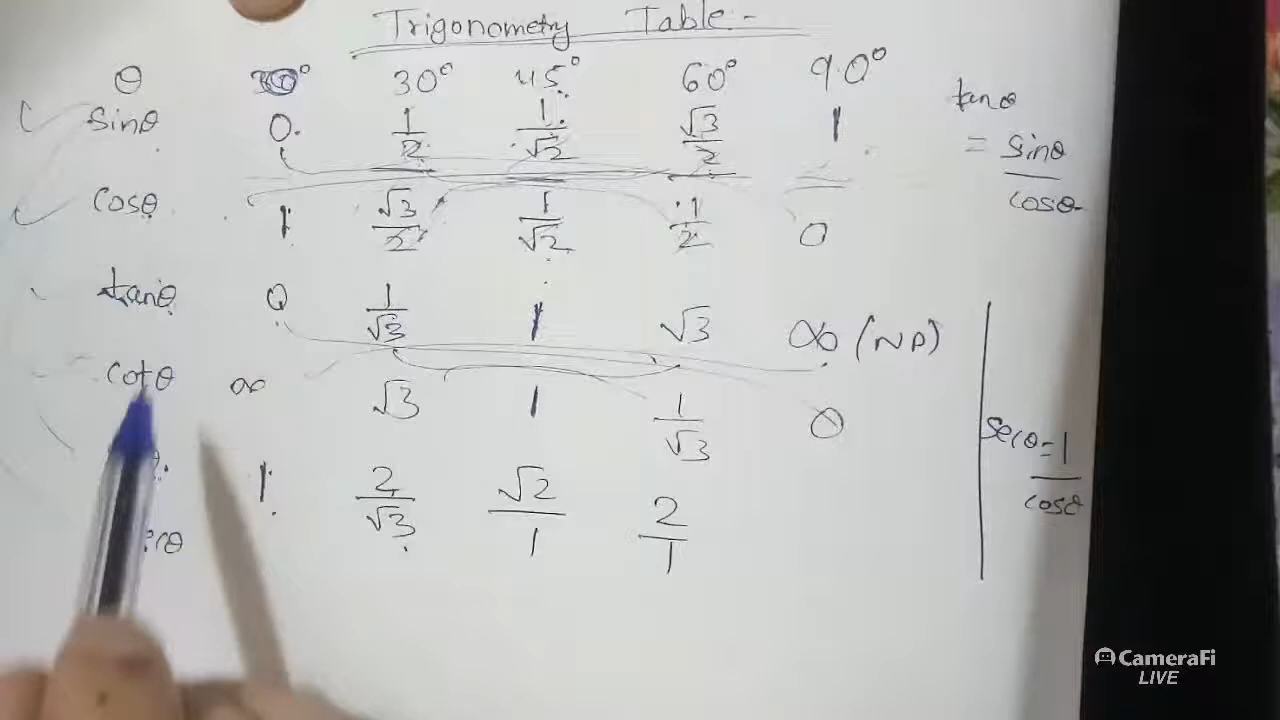 Trigonometry Table -
θ 30° 45° 60° 90°
sinθ 0 1/2 1/√2 √3/2 1
cosθ 1 √3/2 1/√2 1/2 0
tanθ 0 1/√3 1 √3 ∞ (ND)
cotθ ∞ √3 1 1/√3 0
1 2/√3 √2/1 2/1
tanθ
= sinθ/cosθ
secθ = 1/cosθ
CameraFi
LIVE